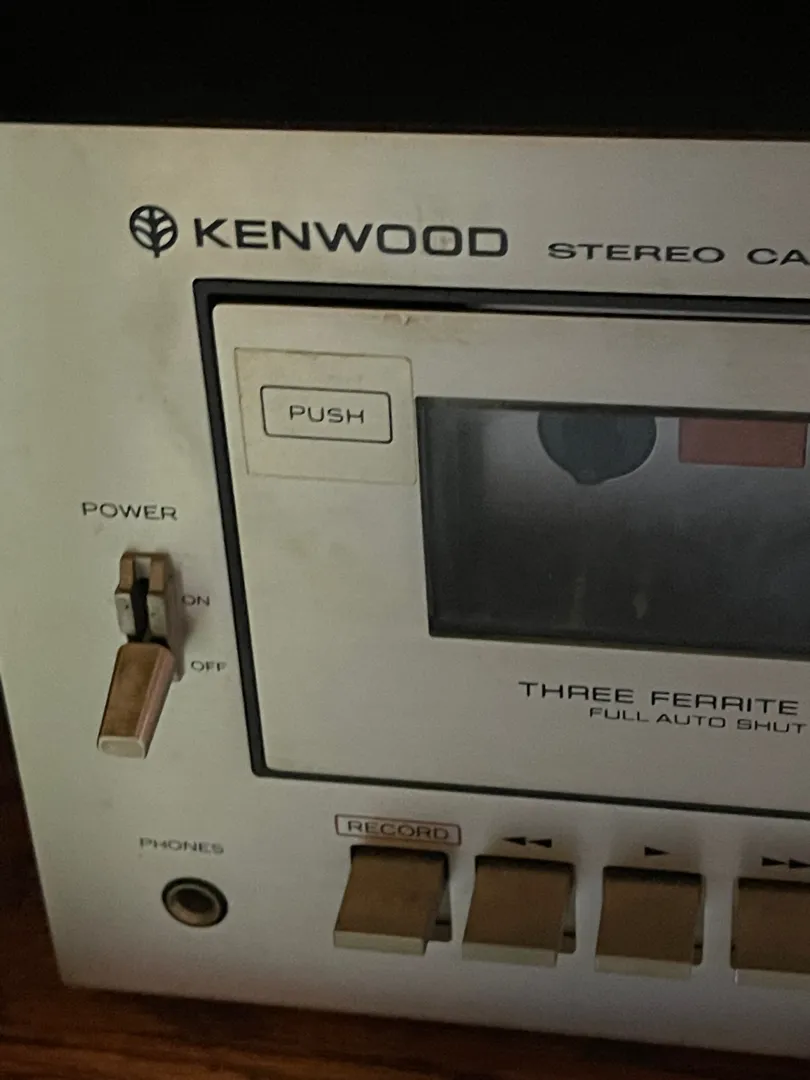 KENWOOD STEREO CA
PUSH
POWER
ON
OFF
THREE FERRITE
FULL AUTO SHUT
RECORD
PHONES